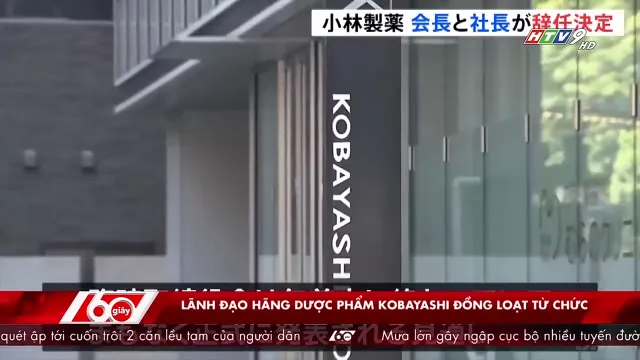 小林製薬 会長と社長が辞任決定
HTV9 HD
KOBAYASH
60 giây
LÃNH ĐẠO HÃNG DƯỢC PHẨM KOBAYASHI ĐỒNG LOẠT TỪ CHỨC
quét ập tới cuốn trôi 2 căn lều tạm của người dân
Mưa lớn gây ngập cục bộ nhiều tuyến đườ